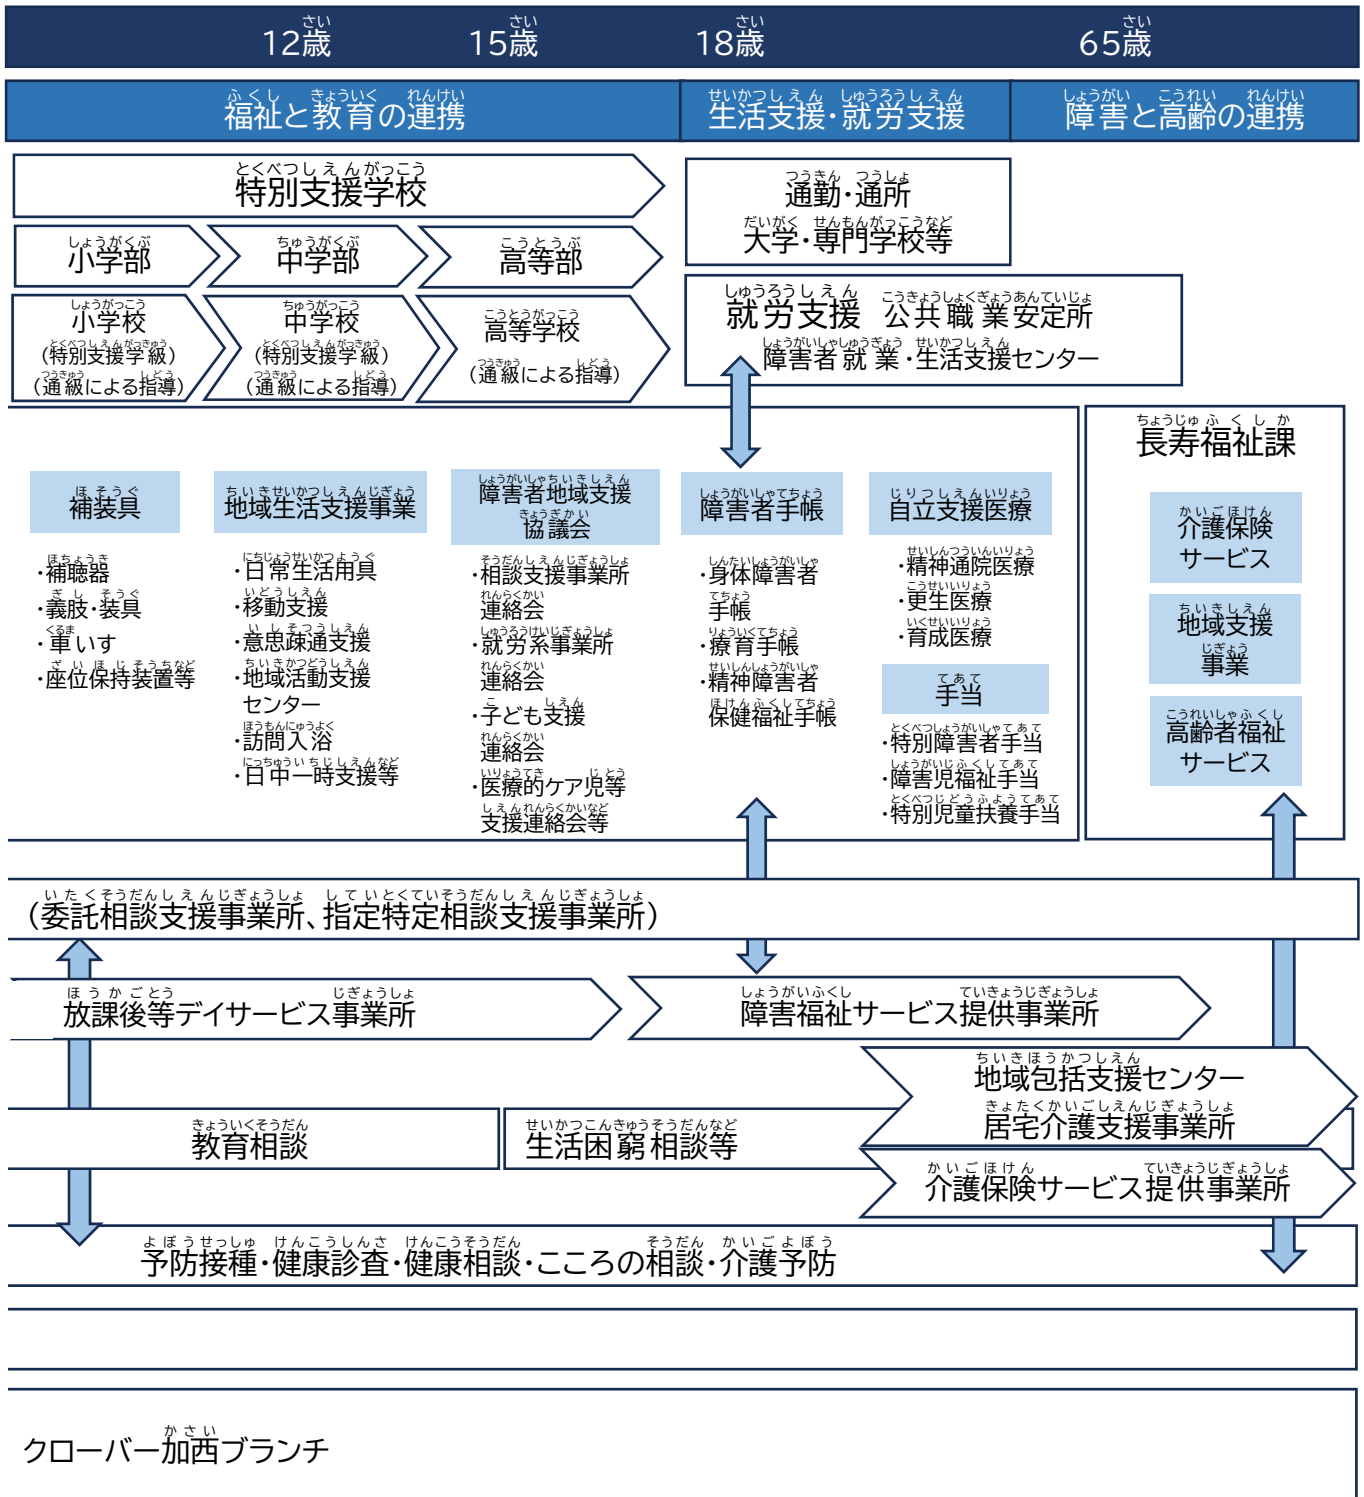 12歳 15歳 18歳 65歳
福祉と教育の連携 生活支援・就労支援 障害と高齢の連携
特別支援学校
小学部 中学部 高等部
小学校
(特別支援学級)
(通級による指導)
中学校
(特別支援学級)
(通級による指導)
高等学校
(通級による指導)
通勤・通所
大学・専門学校等
就労支援 公共職業安定所
障害者就業・生活支援センター
補装具
・補聴器
・義肢・装具
・車いす
・座位保持装置等
地域生活支援事業
・日常生活用具
・移動支援
・意思疎通支援
・地域活動支援
センター
・訪問入浴
・日中一時支援等
障害者地域支援
協議会
・相談支援事業所
連絡会
・就労系事業所
連絡会
・子ども支援
連絡会
・医療的ケア児等
支援連絡会等
障害者手帳
・身体障害者
手帳
・療育手帳
・精神障害者
保健福祉手帳
自立支援医療
・精神通院医療
・更生医療
・育成医療
手当
・特別障害者手当
・障害児福祉手当
・特別児童扶養手当
長寿福祉課
介護保険
サービス
地域支援
事業
高齢者福祉
サービス
(委託相談支援事業所、指定特定相談支援事業所)
放課後等デイサービス事業所
障害福祉サービス提供事業所
地域包括支援センター
居宅介護支援事業所
教育相談 生活困窮相談等
介護保険サービス提供事業所
予防接種・健康診査・健康相談・こころの相談・介護予防
クローバー加西ブランチ